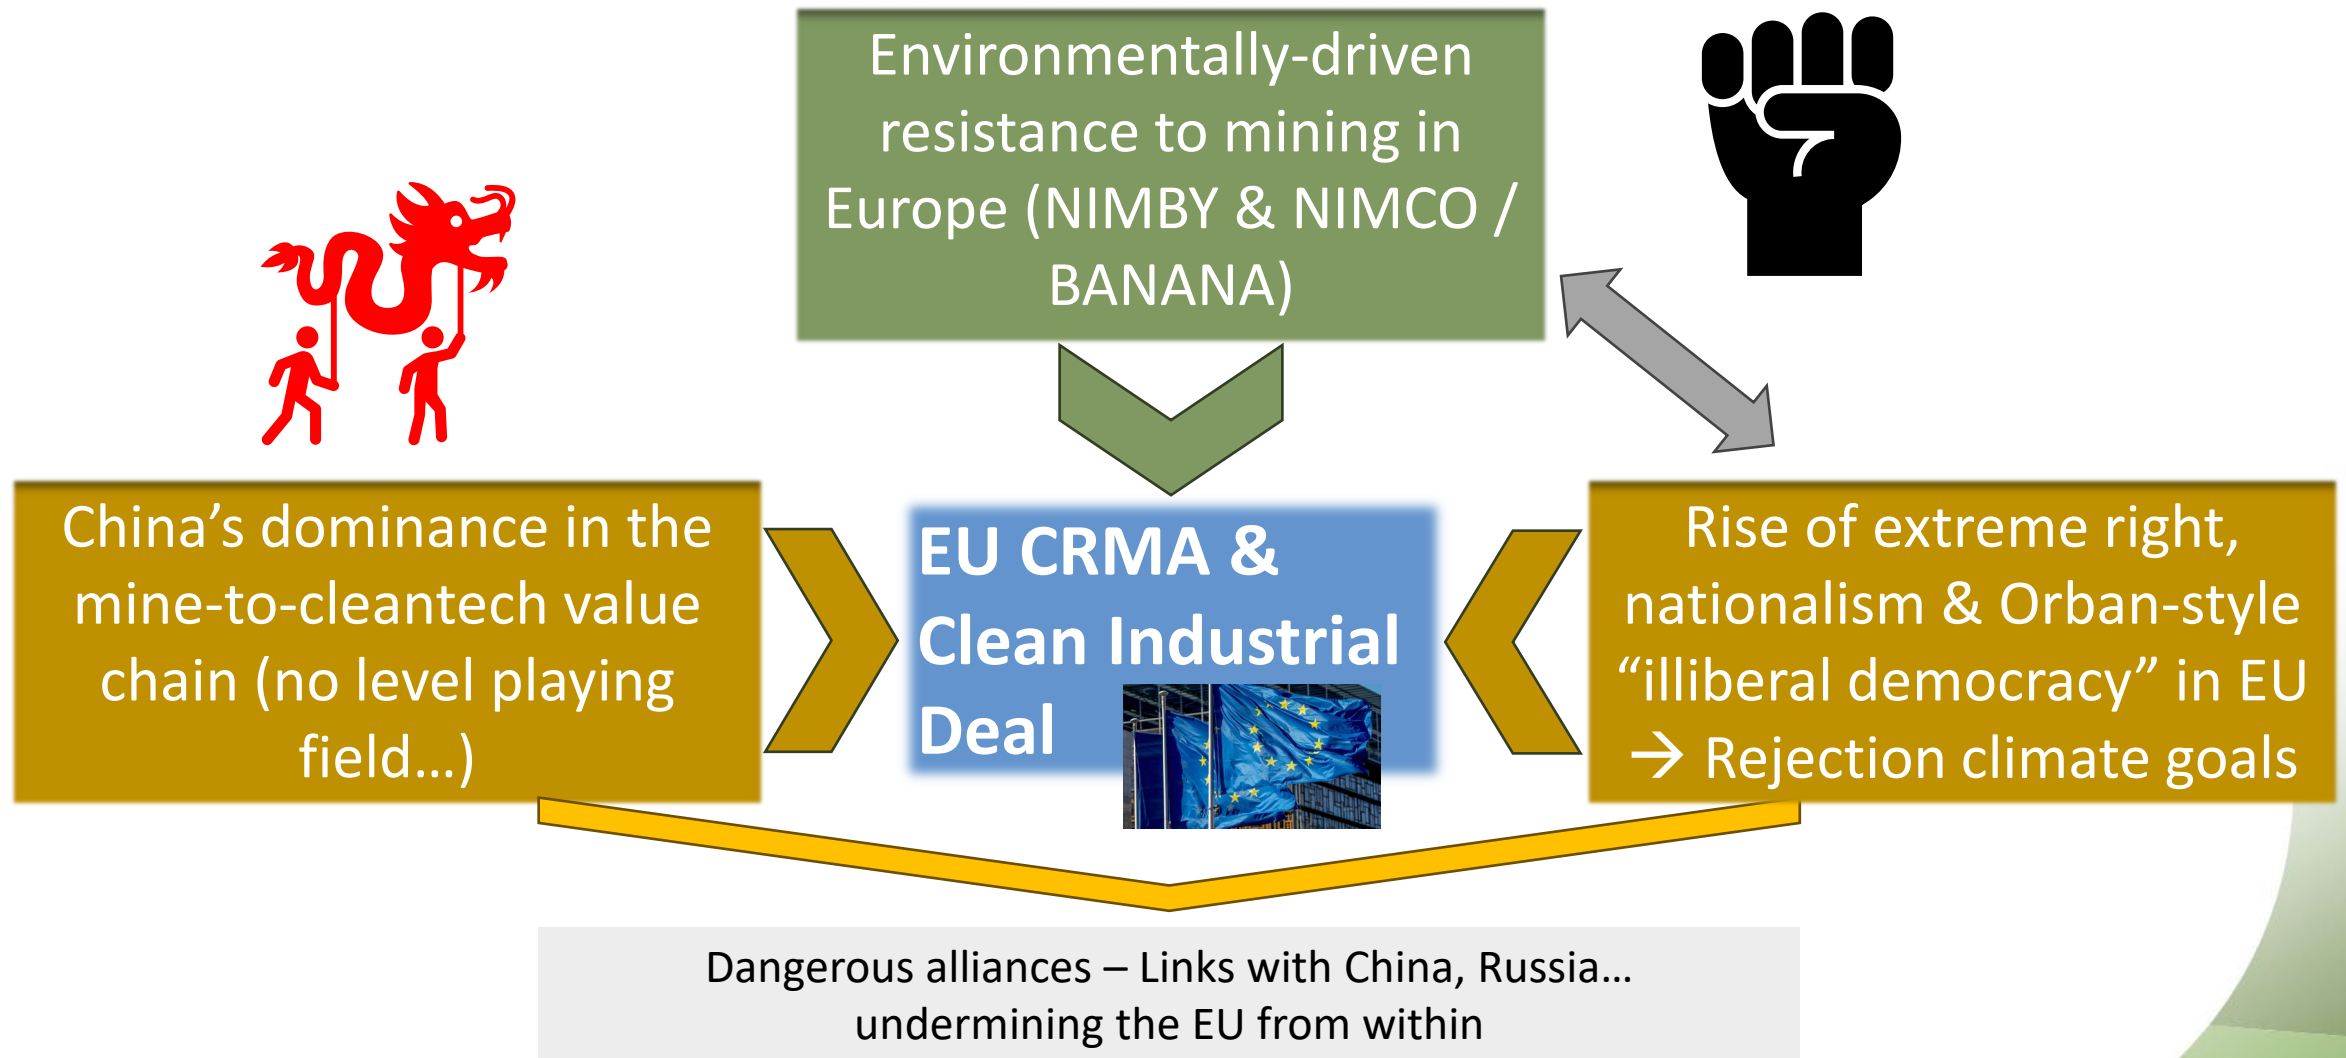 Environmentally-driven
resistance to mining in
Europe (NIMBY & NIMCO /
BANANA)
China’s dominance in the
mine-to-cleantech value
chain (no level playing
field…)
EU CRMA &
Clean Industrial
Deal
Rise of extreme right,
nationalism & Orban-style
“illiberal democracy” in EU
→ Rejection climate goals
Dangerous alliances – Links with China, Russia…
undermining the EU from within